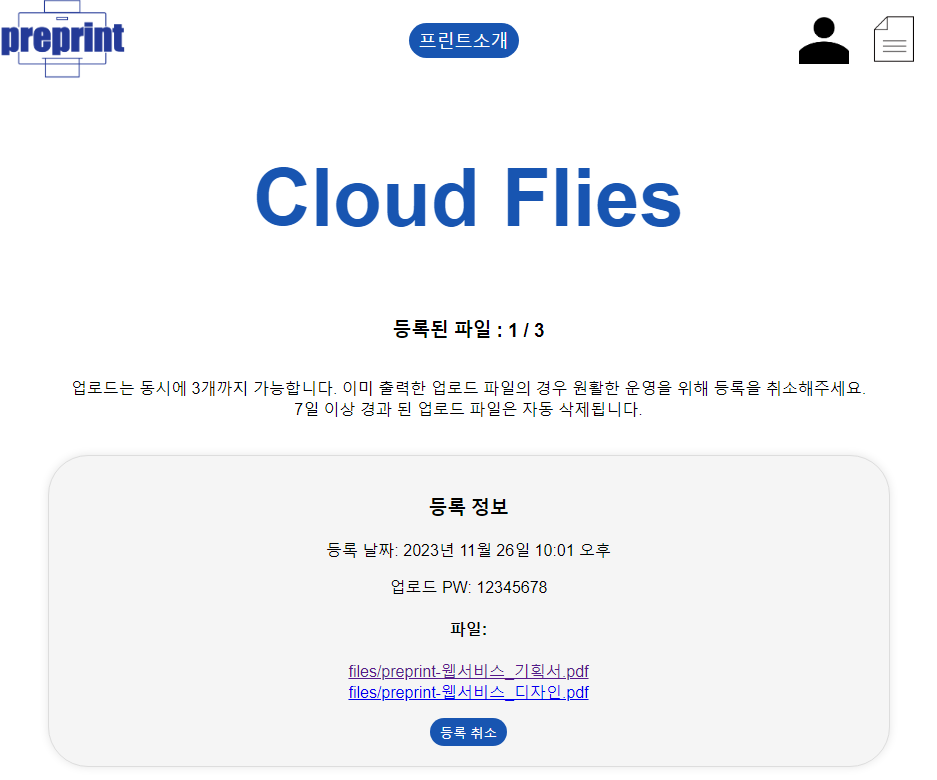 preprint
프린트소개
Cloud Flies
등록된 파일 : 1 / 3
업로드는 동시에 3개까지 가능합니다. 이미 출력한 업로드 파일의 경우 원활한 운영을 위해 등록을 취소해주세요.
7일 이상 경과 된 업로드 파일은 자동 삭제됩니다.
등록 정보
등록 날짜: 2023년 11월 26일 10:01 오후
업로드 PW: 12345678
파일:
files/preprint-웹서비스_기획서.pdf
files/preprint-웹서비스_디자인.pdf
등록 취소